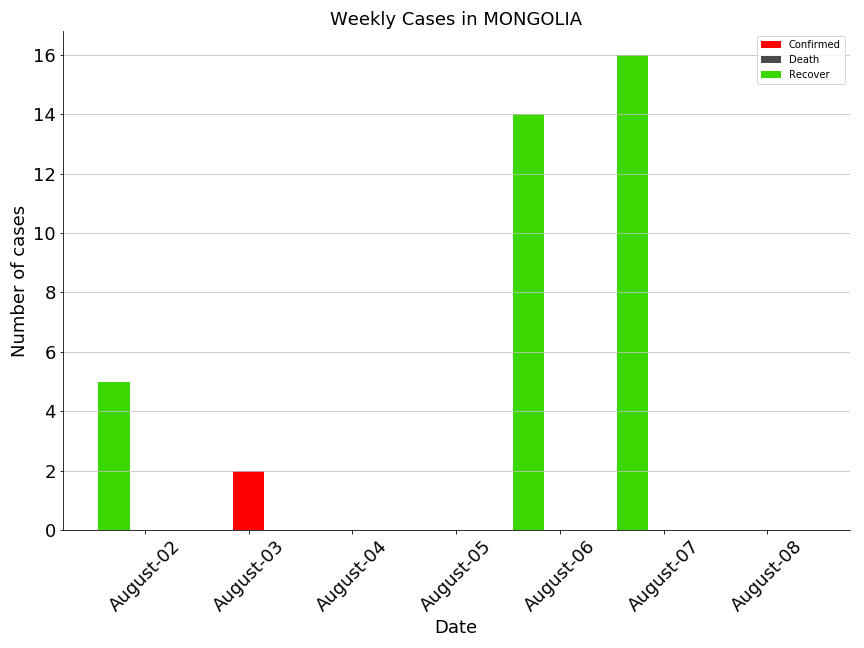 Weekly Cases in MONGOLIA
Confirmed
Death
Recover
Number of cases
16
14
12
10
8
6
4
2
0
August-02
August-03
August-04
August-05
August-06
August-07
August-08
Date